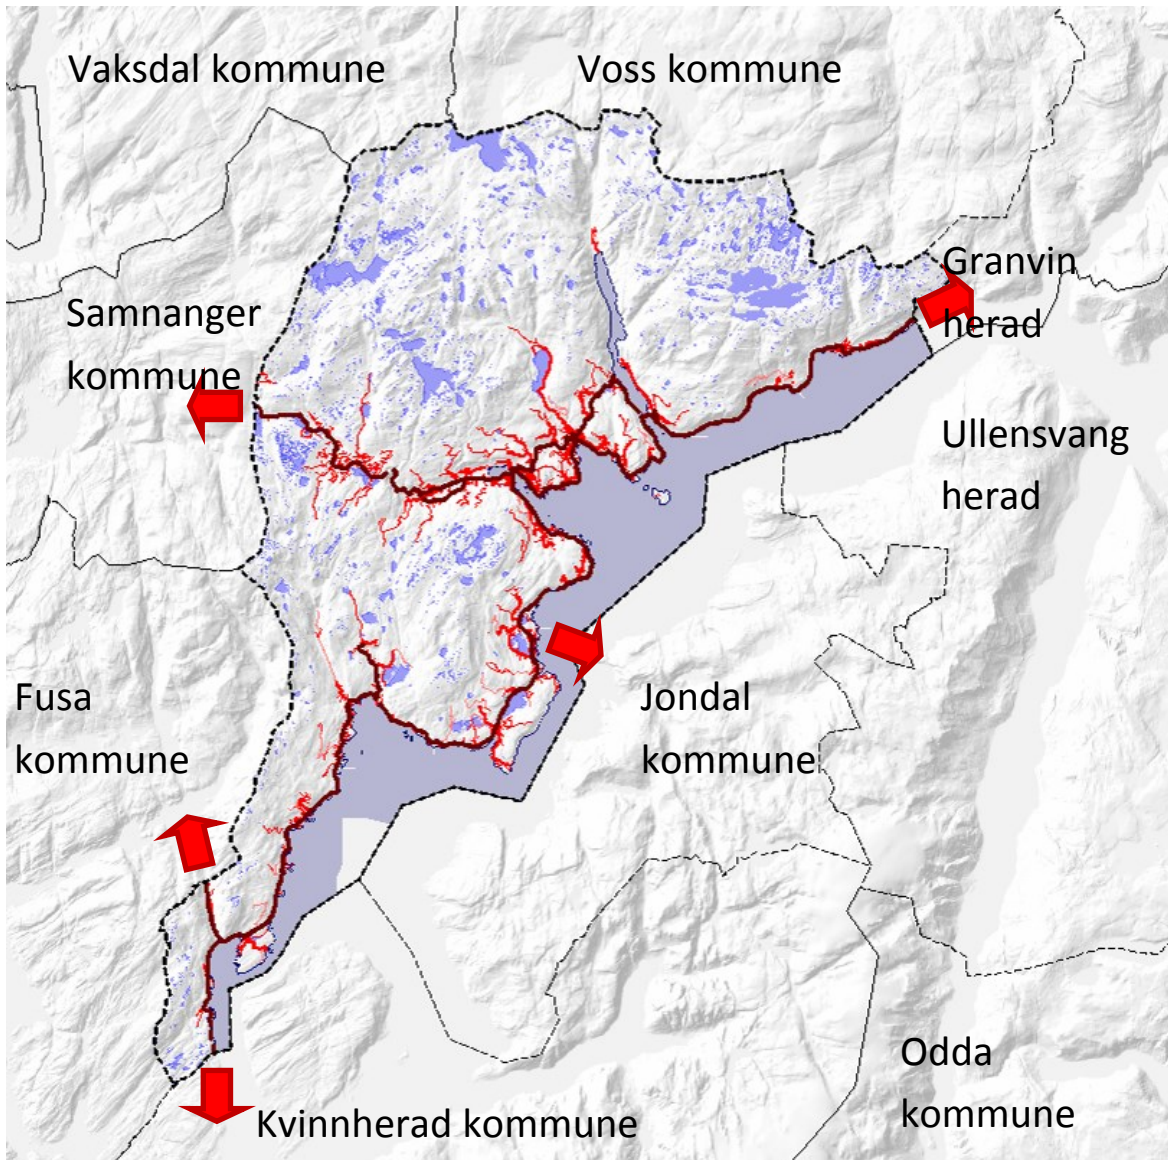 Vaksdal kommune
Voss kommune
Granvin
herad
Samnanger
kommune
Ullensvang
herad
Fusa
kommune
Jondal
kommune
Odda
kommune
Kvinnherad kommune